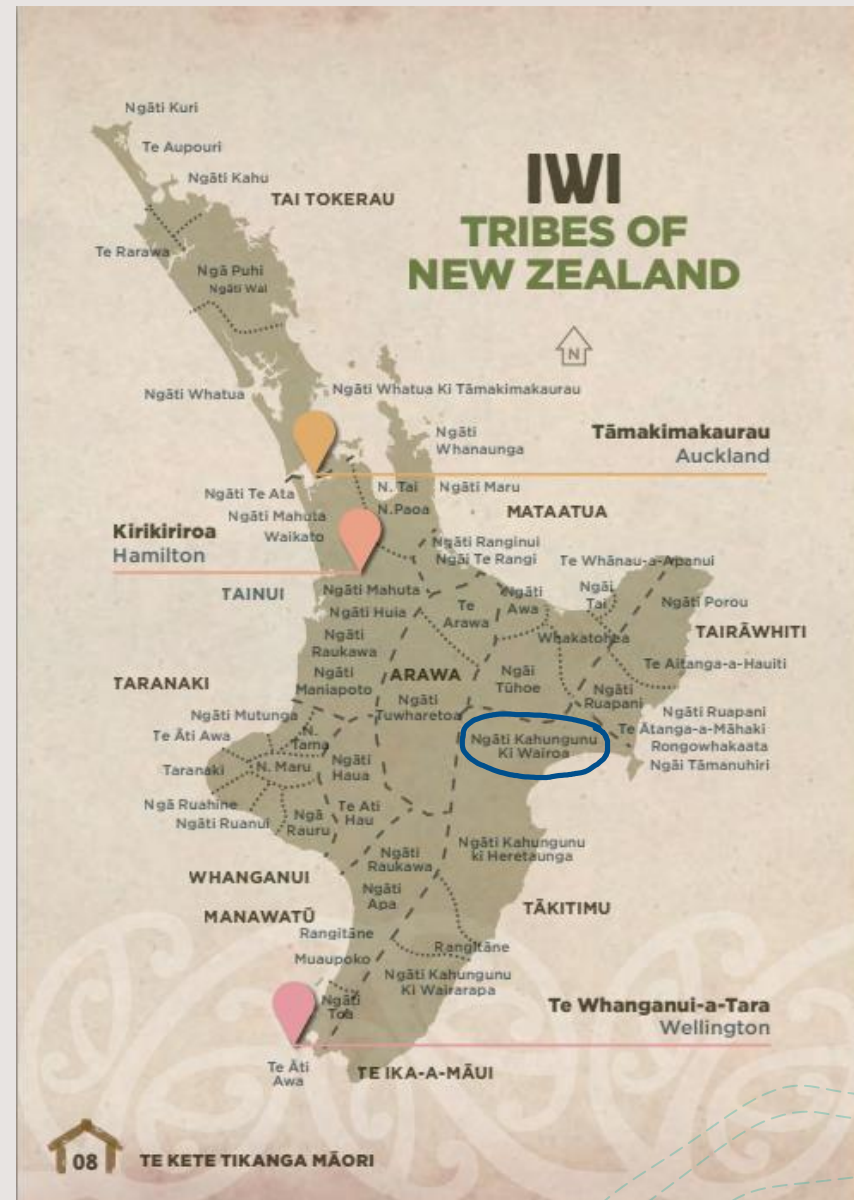 Ngāti Kuri
Te Aupouri
Ngāti Kahu
TAI TOKERAU
IWI
TRIBES OF
NEW ZEALAND
Te Rarawa
Ngā Puhi
Ngāti Wai
N
Ngāti Whatua
Ngāti Whatua Ki Tāmakimakaurau
Ngāti
Whanaunga
Tāmakimakaurau
Auckland
Ngāti Te Ata
N. Tai
Ngāti Maru
N.Paoa
MATAATUA
Ngāti Mahuta
Waikato
Kirikiriroa
Hamilton
Ngāti Ranginui
Ngāi Te Rangi
Te Whānau-a-Apanui
TAINUI
Ngāti Mahuta
Ngāti Huia
Te
Arawa
Ngāti
Awa
Ngāi
Tai
Ngāti Porou
Ngāti
Raukawa
Whakatohea
TAIRĀWHITI
Te Aitanga-a-Hauiti
Ngāti
Maniapoto
ARAWA
Ngāi
Tūhoe
TARANAKI
Ngāti
Tuwharetoa
Ngāti
Ruapani
Ngāti Mutunga
Te Āti Awa
N.
Tama
Ngāti Kahungunu
Ki Wairoa
Ngāti Ruapani
Te Ātanga-a-Māhaki
Rongowhakaata
Ngāi Tāmanuhiri
Taranaki
N. Maru
Ngāti
Haua
Ngā Ruahine
Ngāti Ruanui
Ngā
Rauru
Te Ati
Hau
Ngāti Kahungunu
ki Heretaunga
Ngāti
Raukawa
WHANGANUI
Ngāti
Apa
MANAWATŪ
TĀKITIMU
Rangitāne
Rangitāne
Muaupoko
Ngāti Kahungunu
Ki Wairarapa
Ngāti
Toa
Te Whanganui-a-Tara
Wellington
Te Āti
Awa
TE IKA-A-MĀUI
08
TE KETE TIKANGA MĀORI